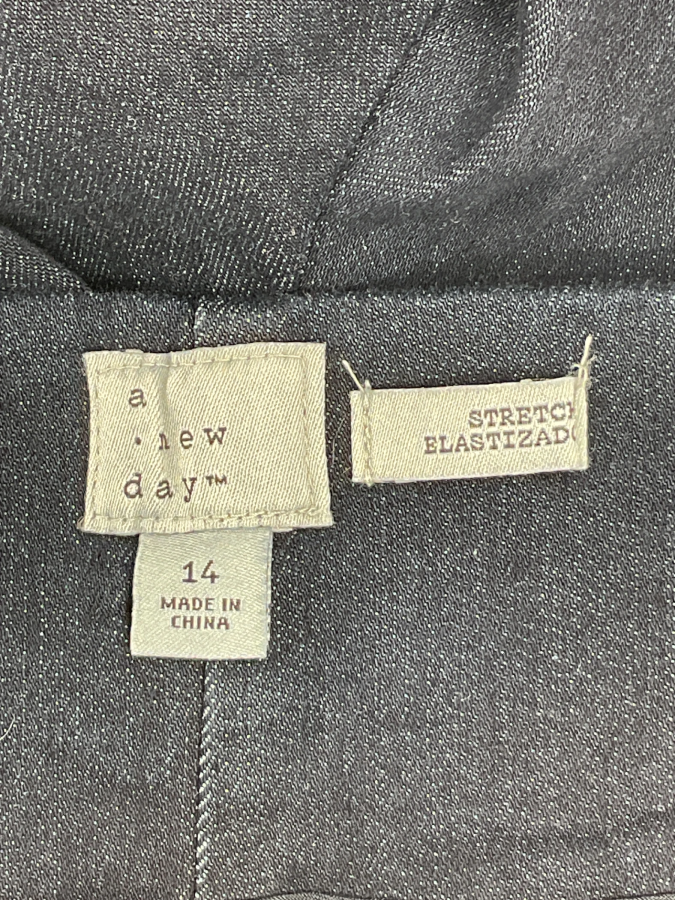 a
.new
day™
14
MADE IN
CHINA
STRETCH
ELASTIZADO